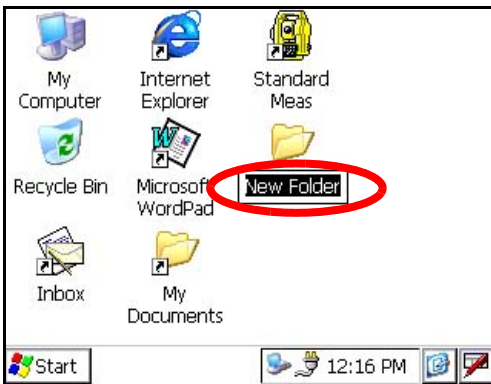 My Computer
Internet Explorer
Standard Meas
Recycle Bin
Microsoft WordPad
New Folder
Inbox
My Documents
Start
12:16 PM